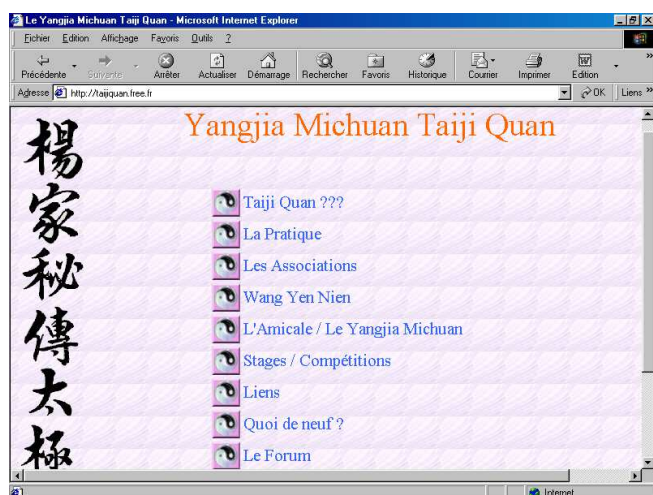 Le Yangjia Michuan Taiji Quan - Microsoft Internet Explorer
Fichier Edition Affichage Favoris Outils ?
Précédente Suivante Arrêter Actualiser Démarrage Rechercher Favoris Historique Courrier Imprimer Edition »
Adresse http://taijiquan.free.fr OK Liens »
Yangjia Michuan Taiji Quan
楊家秘傳太極
Taiji Quan ???
La Pratique
Les Associations
Wang Yen Nien
L'Amicale / Le Yangjia Michuan
Stages / Compétitions
Liens
Quoi de neuf ?
Le Forum
Internet